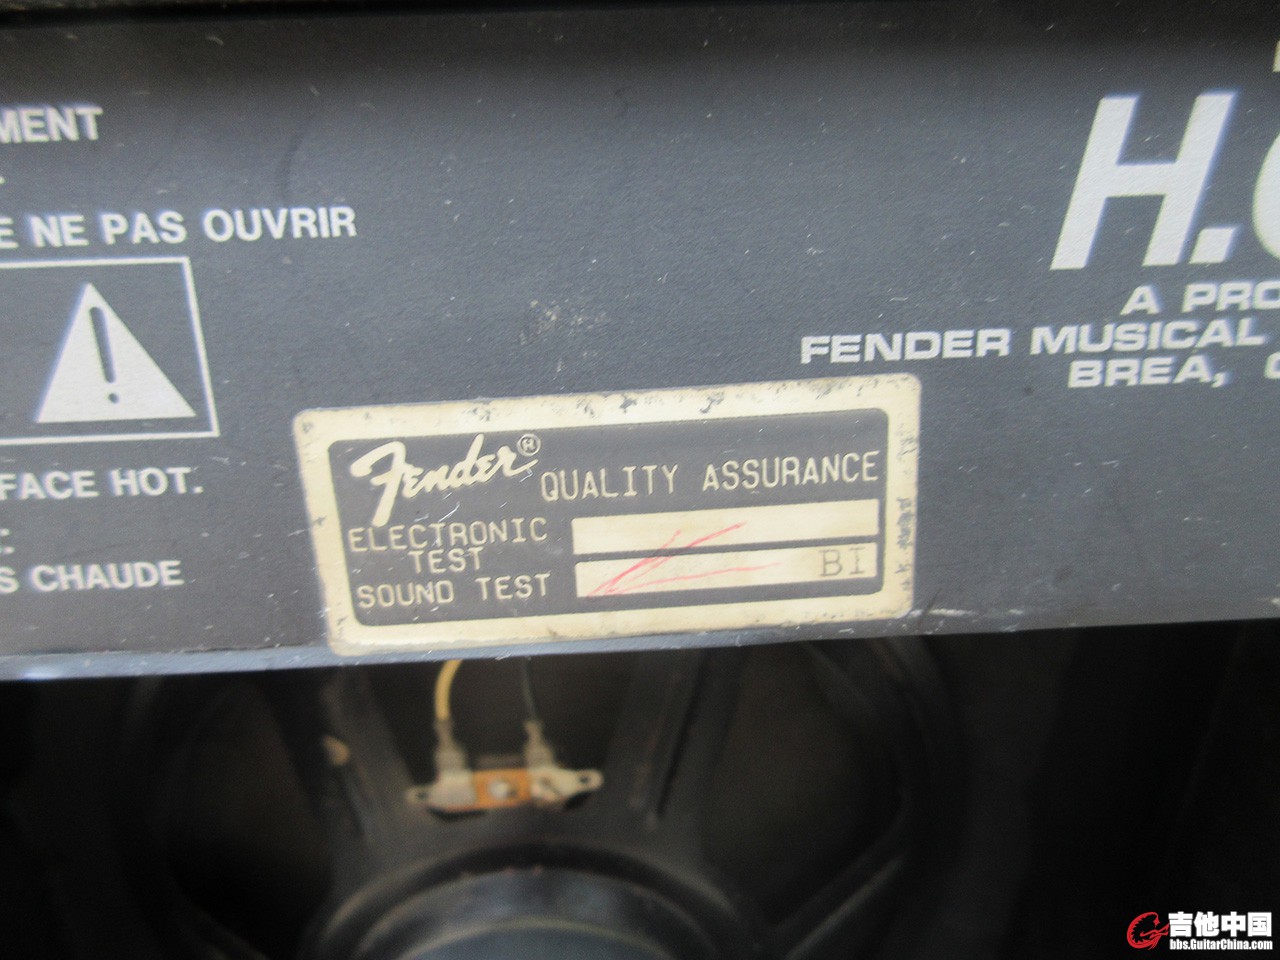 MENT
E NE PAS OUVRIR
FACE HOT.
S CHAUDE
H.
A PRO
FENDER MUSICAL
BREA, C
Fender®
QUALITY ASSURANCE
ELECTRONIC
TEST
SOUND TEST
BI
吉他中国
bbs.GuitarChina.com